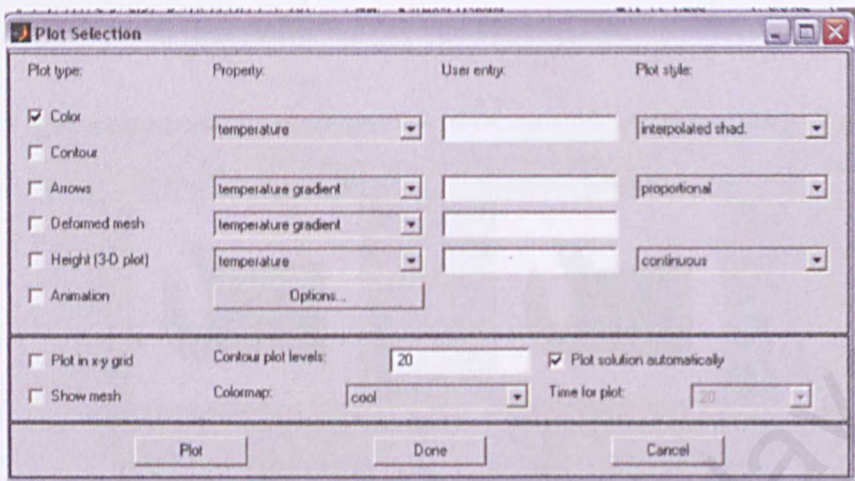 Plot Selection
Plot type: Property: User entry: Plot style:
Color temperature interpolated shad.
Contour
Arrows temperature gradient proportional
Deformed mesh temperature gradient
Height (3-D plot) temperature continuous
Animation Options...
Plot in x-y grid Contour plot levels: 20 Plot solution automatically
Show mesh Colormap: cool Time for plot: 20
Plot Done Cancel